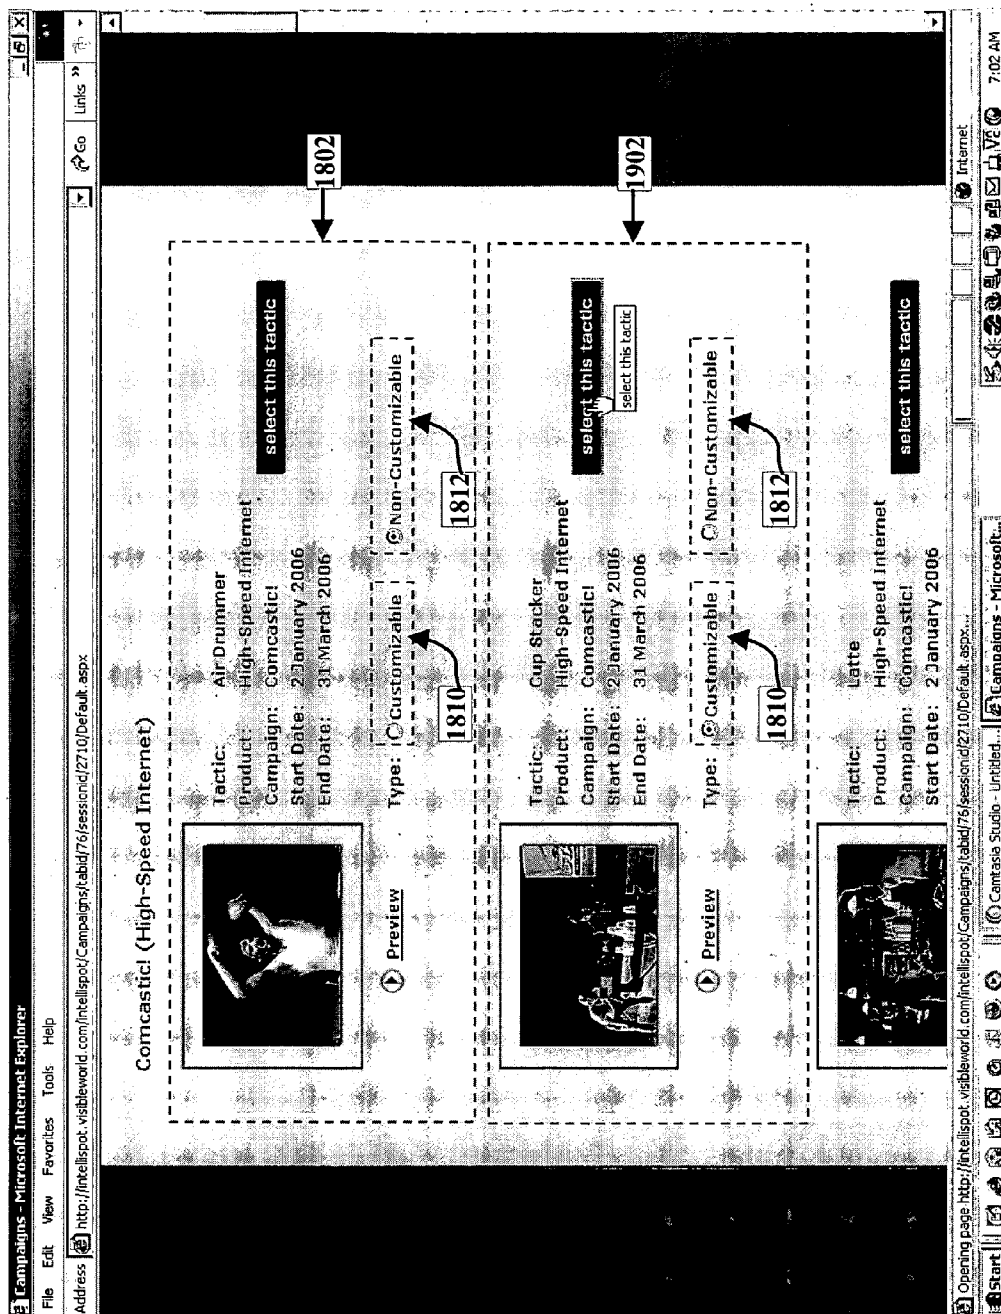 Campaigns - Microsoft Internet Explorer
File Edit View Favorites Tools Help
Address http://intellispot.visibleworld.com/intellispot/Campaigns/tabid/76/sessionid/2710/Default.aspx Go Links »
Comcastic! (High-Speed Internet)
Tactic: Air Drummer
Product: High-Speed Internet
Campaign: Comcastic!
Start Date: 2 January 2006
End Date: 31 March 2006
select this tactic
1802
Preview
Type: Customizable Non-Customizable
1810
1812
Tactic: Cup Stacker
Product: High-Speed Internet
Campaign: Comcastic!
Start Date: 2 January 2006
End Date: 31 March 2006
select this tactic
select this tactic
1902
Preview
Type: Customizable Non-Customizable
1810
1812
Tactic: Latte
Product: High-Speed Internet
Campaign: Comcastic!
Start Date: 2 January 2006
select this tactic
Opening page http://intellispot.visibleworld.com/intellispot/Campaigns/tabid/76/sessionid/2710/Default.aspx... Internet
Start Camtasia Studio - Untitled... Campaigns - Microsoft... 7:02 AM